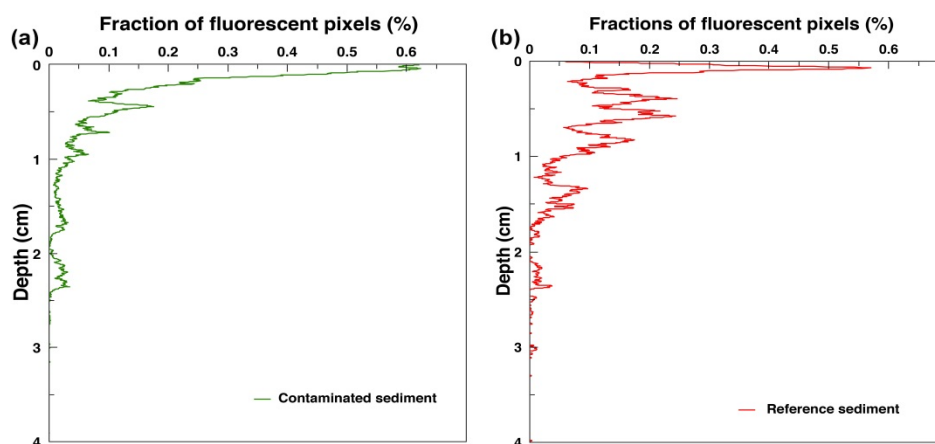 Fraction of fluorescent pixels (%)
(a)
0 0.1 0.2 0.3 0.4 0.5 0.6
0
1
2
3
4
Depth (cm)
Contaminated sediment
Fractions of fluorescent pixels (%)
(b)
0 0.1 0.2 0.3 0.4 0.5 0.6
0
1
2
3
4
Depth (cm)
Reference sediment